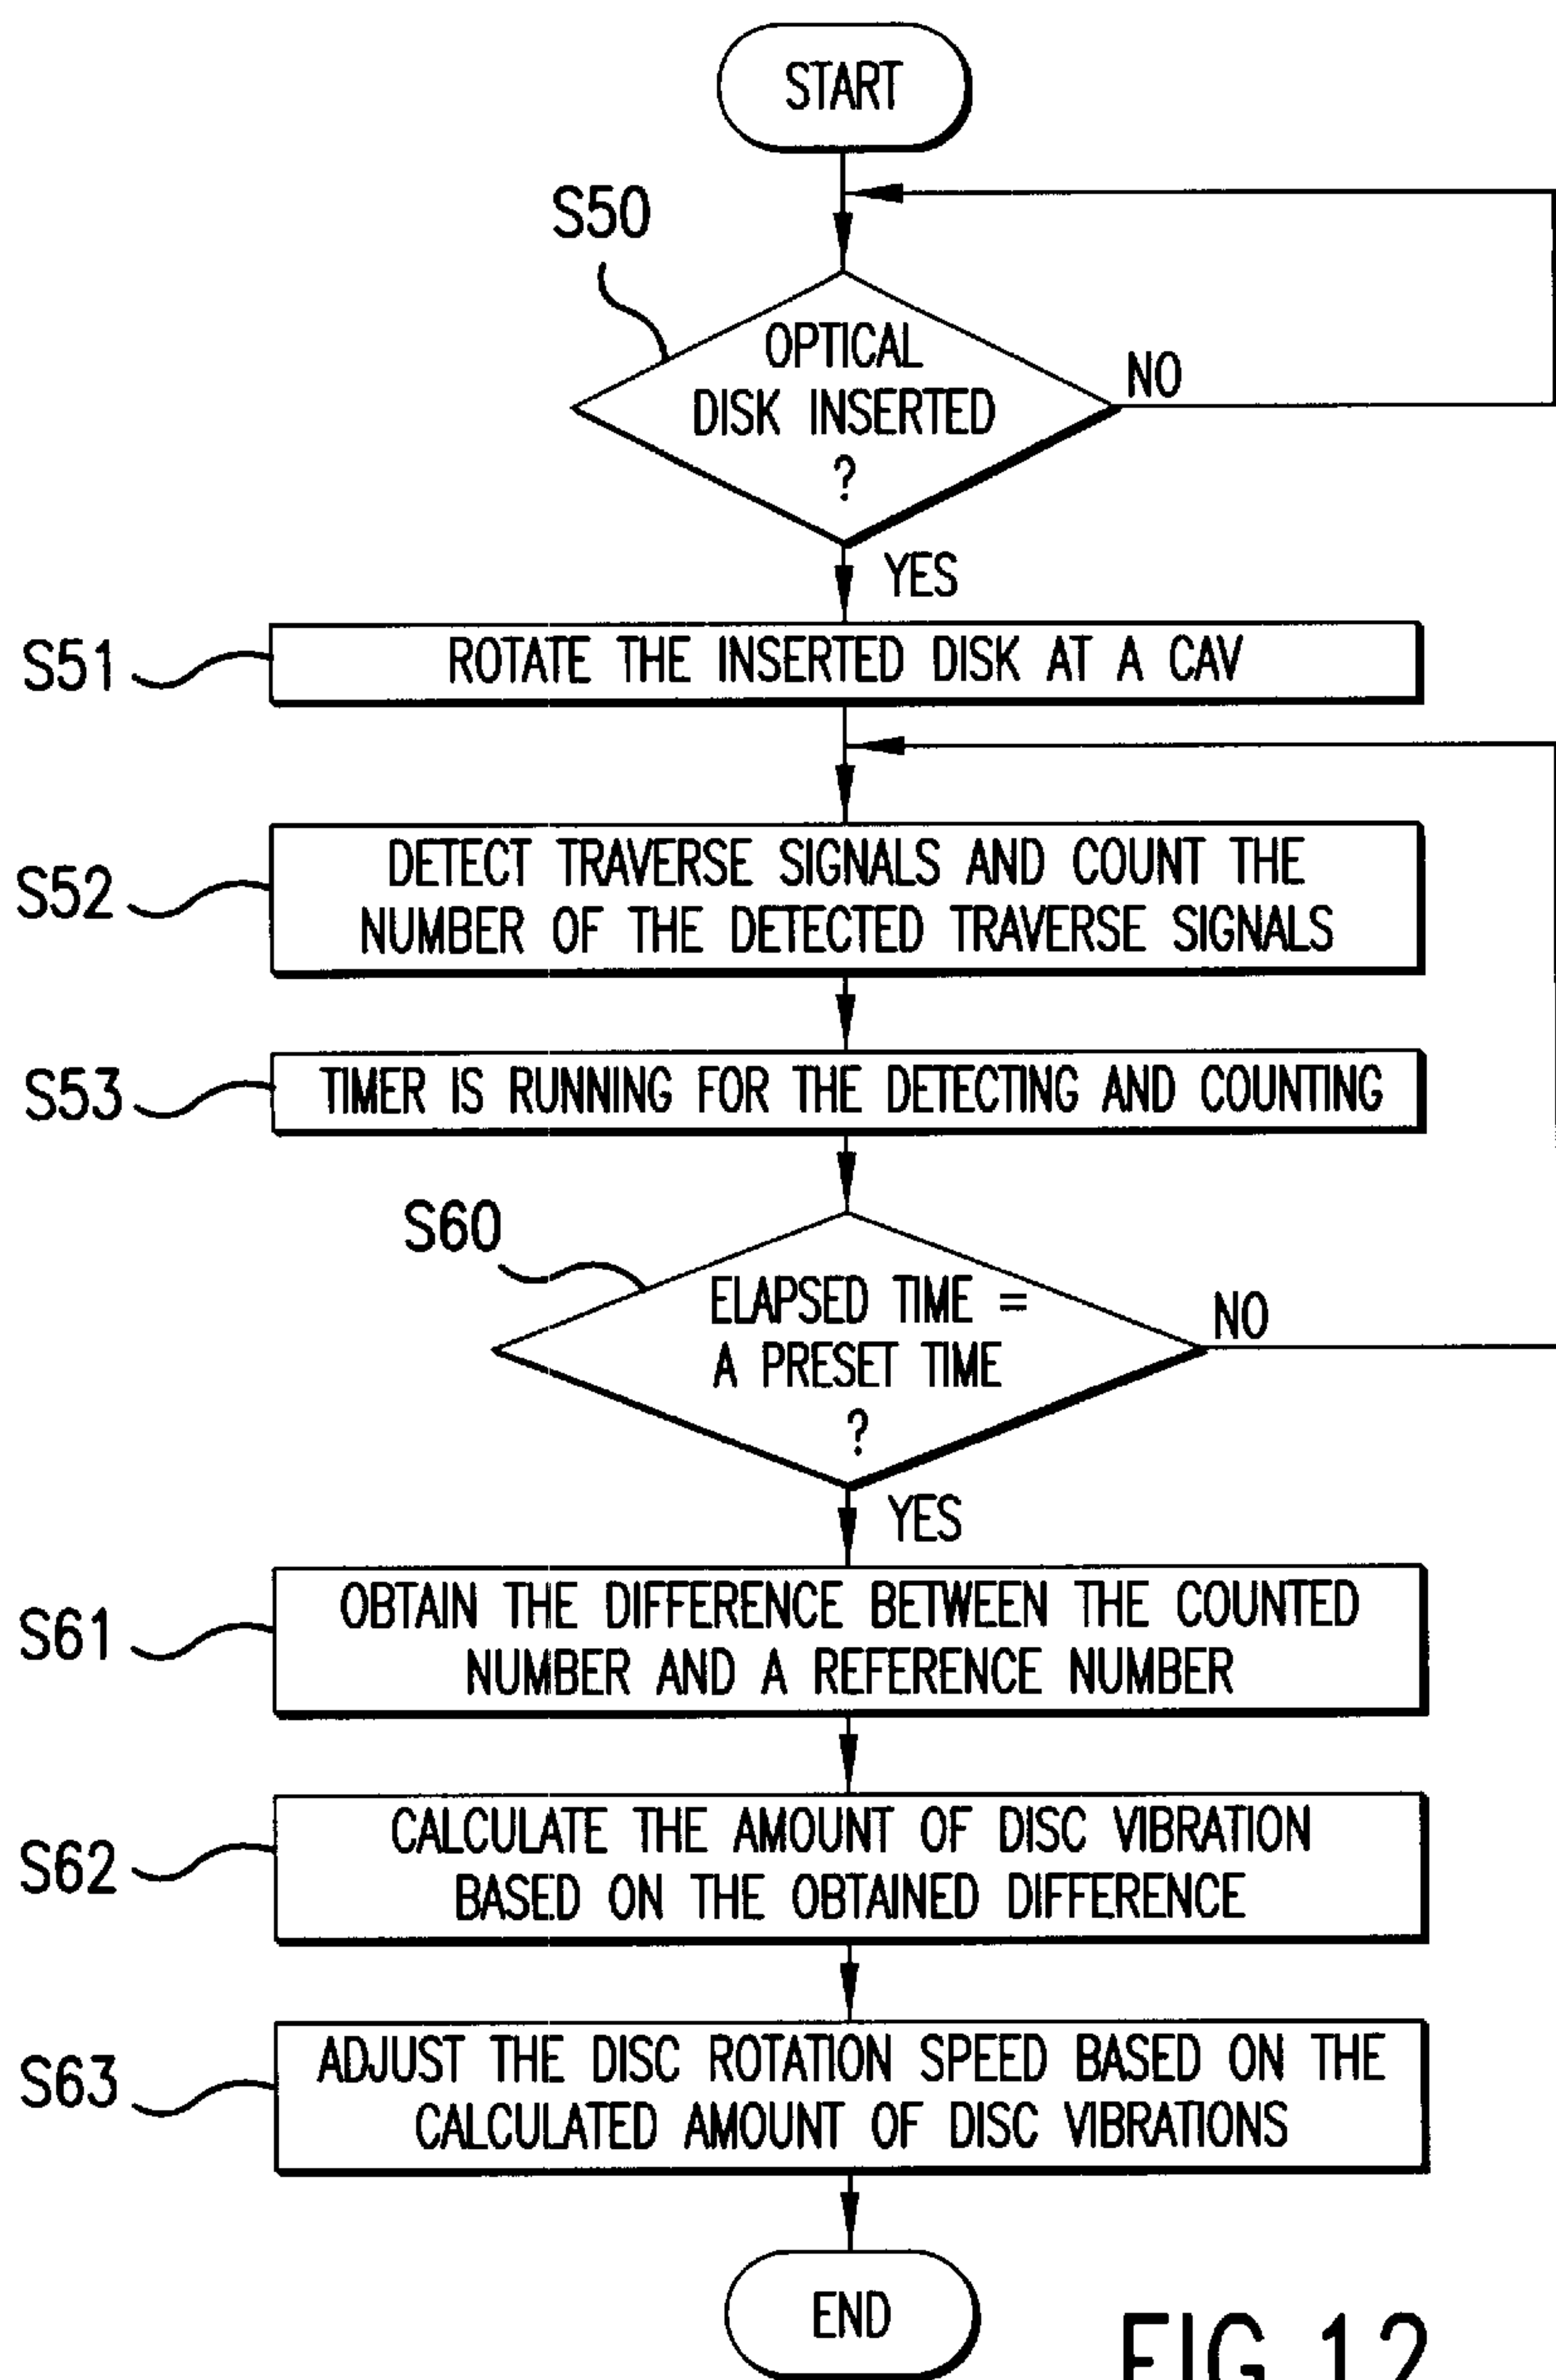 START
S50
OPTICAL
DISK INSERTED
?
NO
YES
S51
ROTATE THE INSERTED DISK AT A CAV
S52
DETECT TRAVERSE SIGNALS AND COUNT THE
NUMBER OF THE DETECTED TRAVERSE SIGNALS
S53
TIMER IS RUNNING FOR THE DETECTING AND COUNTING
S60
ELAPSED TIME =
A PRESET TIME
?
NO
YES
S61
OBTAIN THE DIFFERENCE BETWEEN THE COUNTED
NUMBER AND A REFERENCE NUMBER
S62
CALCULATE THE AMOUNT OF DISC VIBRATION
BASED ON THE OBTAINED DIFFERENCE
S63
ADJUST THE DISC ROTATION SPEED BASED ON THE
CALCULATED AMOUNT OF DISC VIBRATIONS
END
FIG.12